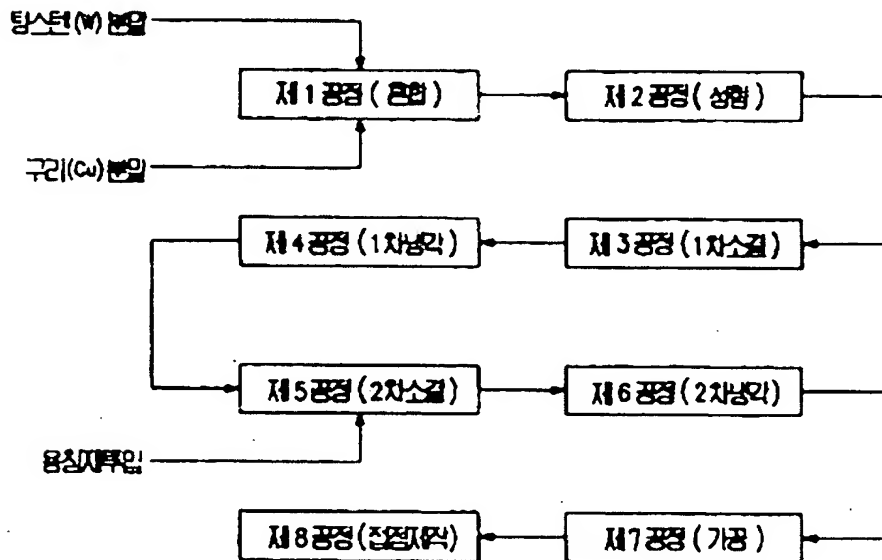 텅스텐(W) 분말
제1공정(혼합)
제2공정(성형)
구리(Cu)분말
제4공정(1차냉각)
제3공정(1차소결)
제5공정(2차소결)
제6공정(2차냉각)
용침재투입
제8공정(접점제작)
제7공정(가공)